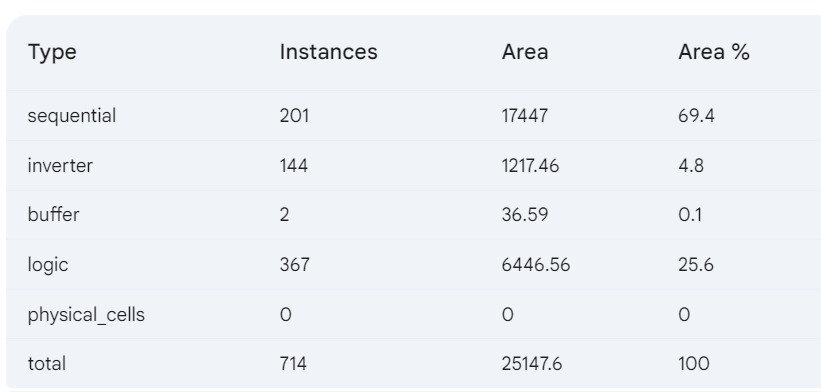 Type Instances Area Area %
sequential 201 17447 69.4
inverter 144 1217.46 4.8
buffer 2 36.59 0.1
logic 367 6446.56 25.6
physical_cells 0 0 0
total 714 25147.6 100